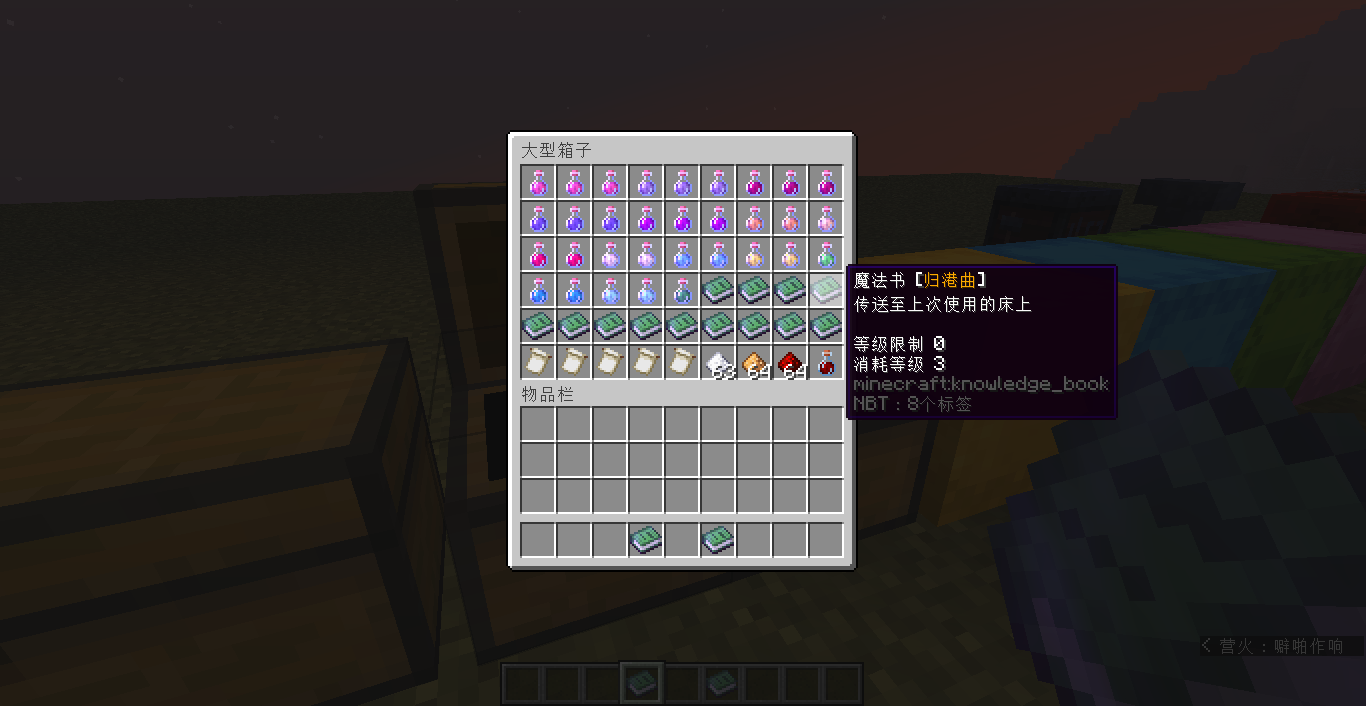 大型箱子
63 64 64
物品栏
魔法书 [归港曲]
传送至上次使用的床上
等级限制 0
消耗等级 3
minecraft:knowledge_book
NBT：8个标签
< 营火：噼啪作响